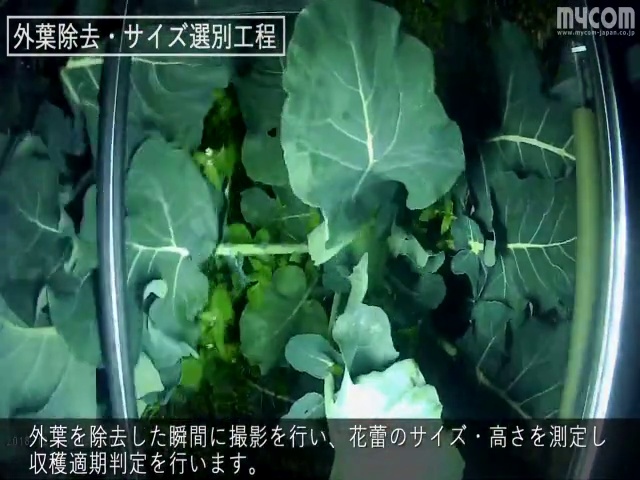 外葉除去・サイズ選別工程
mycom
www.mycom-japan.co.jp
外葉を除去した瞬間に撮影を行い、花蕾のサイズ・高さを測定し
収穫適期判定を行います。